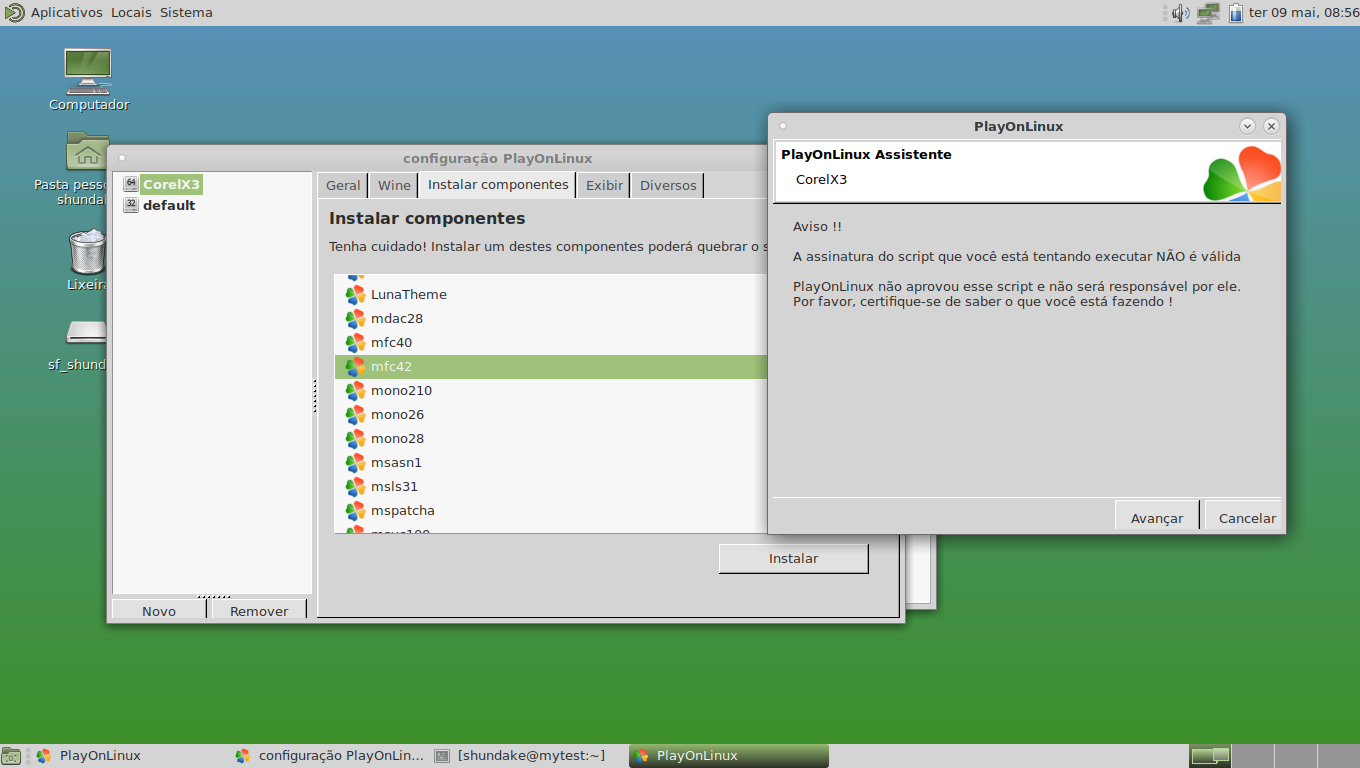 Aplicativos Locais Sistema
ter 09 mai, 08:56
Computador
Pasta pess
shunda
Lixeira
sf_shund
configuração PlayOnLinux
64 CorelX3
32 default
Novo
Remover
Geral
Wine
Instalar componentes
Exibir
Diversos
Instalar componentes
Tenha cuidado! Instalar um destes componentes poderá quebrar o s
LunaTheme
mdac28
mfc40
mfc42
mono210
mono26
mono28
msasn1
msls31
mspatcha
Instalar
PlayOnLinux
PlayOnLinux Assistente
CorelX3
Aviso !!
A assinatura do script que você está tentando executar NÃO é válida
PlayOnLinux não aprovou esse script e não será responsável por ele.
Por favor, certifique-se de saber o que você está fazendo !
Avançar
Cancelar
PlayOnLinux
configuração PlayOnLin...
[shundake@mytest:~]
PlayOnLinux